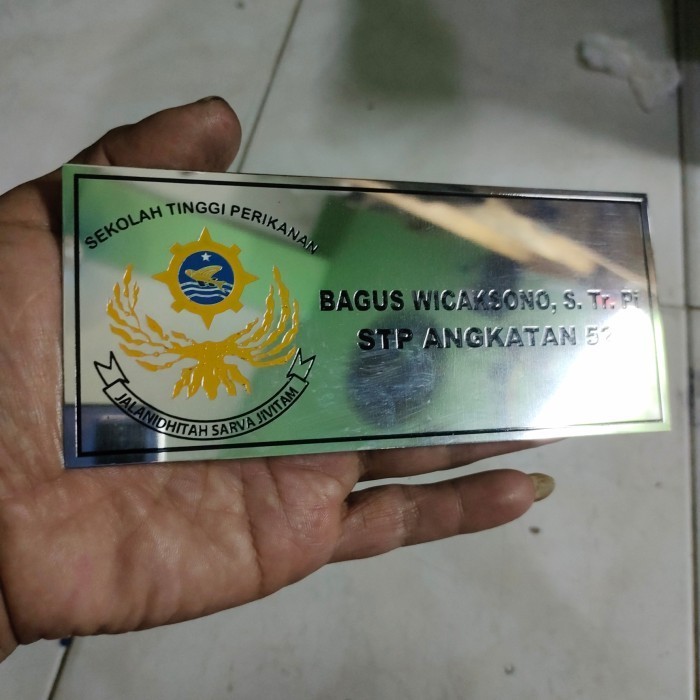 SEKOLAH TINGGI PERIKANAN
BAGUS WICAKSONO, S. Tr. Pi
STP ANGKATAN
JALANIDHITAH SARVA JIVITAM